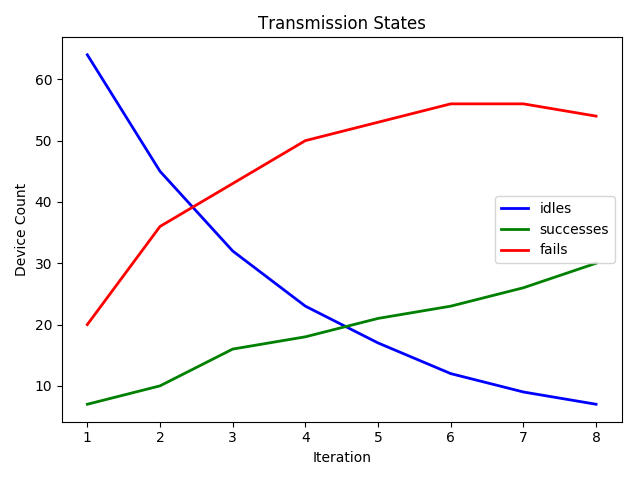 Transmission States
Device Count
60
50
40
30
20
10
idles
successes
fails
1 2 3 4 5 6 7 8
Iteration